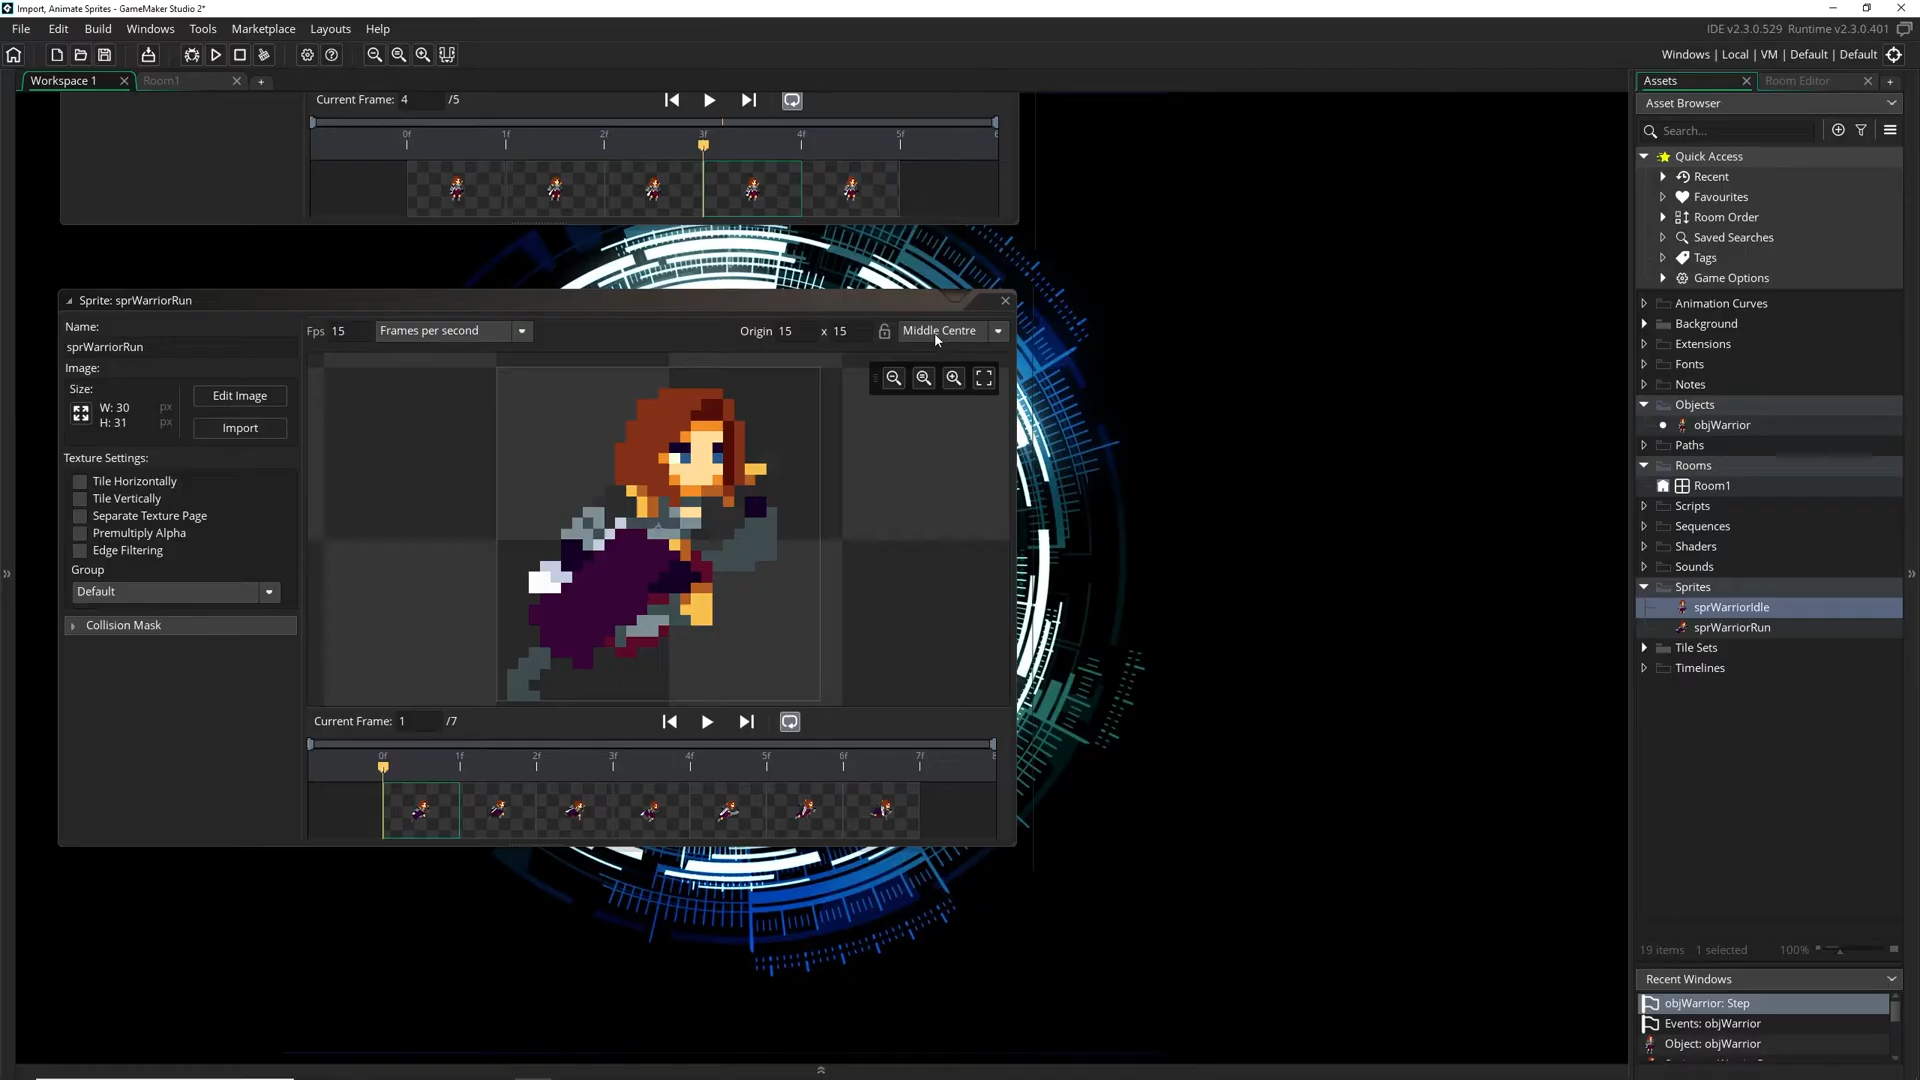 Import, Animate Sprites - GameMaker Studio 2*
File Edit Build Windows Tools Marketplace Layouts Help
IDE v2.3.0.529 Runtime v2.3.0.401
Windows | Local | VM | Default | Default
Workspace 1
Room1
Current Frame: 4 /5
0f 1f 2f 3f 4f 5f 6
Sprite: sprWarriorRun
Name:
sprWarriorRun
Image:
Size:
W: 30 px
H: 31 px
Edit Image
Import
Texture Settings:
Tile Horizontally
Tile Vertically
Separate Texture Page
Premultiply Alpha
Edge Filtering
Group
Default
Collision Mask
Fps 15 Frames per second
Origin 15 x 15 Middle Centre
Current Frame: 1 /7
0f 1f 2f 3f 4f 5f 6f 7f 8
Assets
Room Editor
Asset Browser
Search...
Quick Access
Recent
Favourites
Room Order
Saved Searches
Tags
Game Options
Animation Curves
Background
Extensions
Fonts
Notes
Objects
objWarrior
Paths
Rooms
Room1
Scripts
Sequences
Shaders
Sounds
Sprites
sprWarriorIdle
sprWarriorRun
Tile Sets
Timelines
19 items 1 selected 100%
Recent Windows
objWarrior: Step
Events: objWarrior
Object: objWarrior